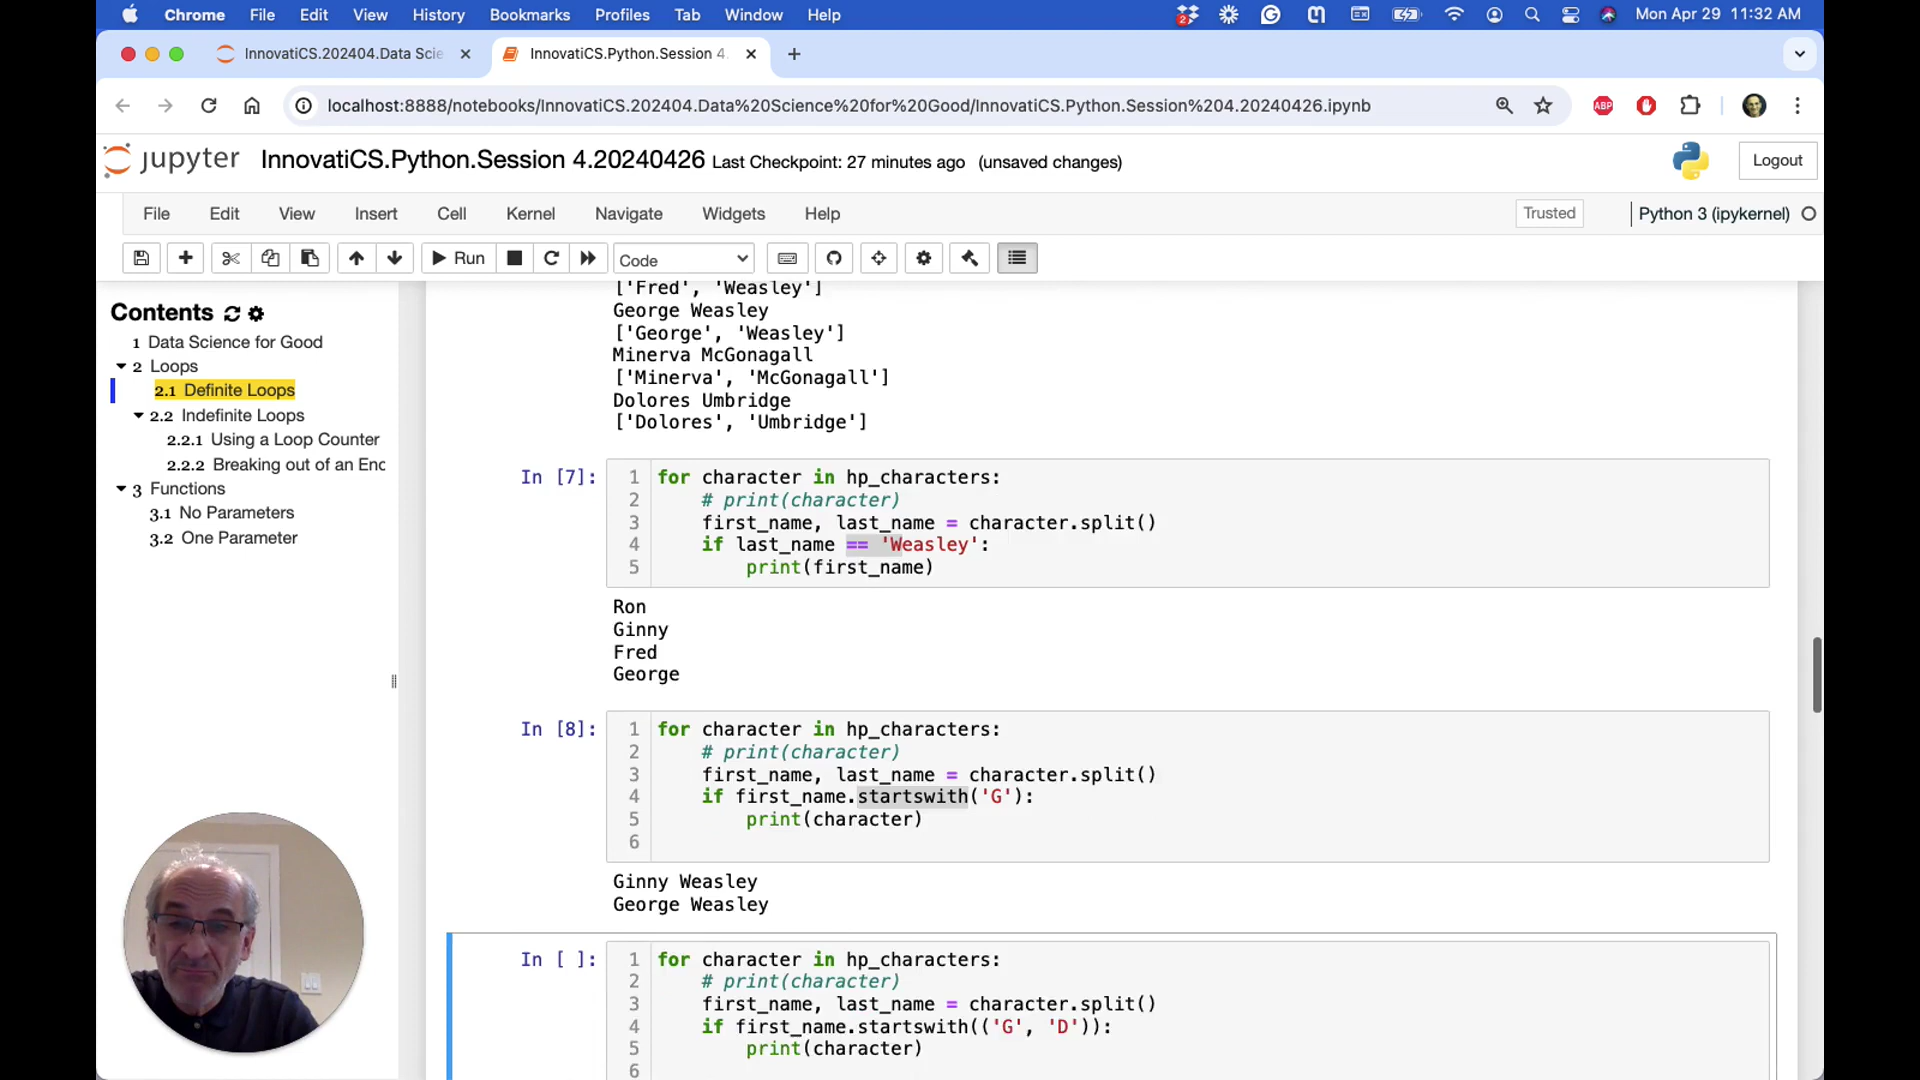 Chrome File Edit View History Bookmarks Profiles Tab Window Help 2 Mon Apr 29 11:32 AM
InnovatiCS.202404.Data Scie InnovatiCS.Python.Session 4.
localhost:8888/notebooks/InnovatiCS.202404.Data%20Science%20for%20Good/InnovatiCS.Python.Session%204.20240426.ipynb ABP
jupyter InnovatiCS.Python.Session 4.20240426 Last Checkpoint: 27 minutes ago (unsaved changes) Logout
File Edit View Insert Cell Kernel Navigate Widgets Help Trusted Python 3 (ipykernel)
Run Code
Contents
1 Data Science for Good
2 Loops
2.1 Definite Loops
2.2 Indefinite Loops
2.2.1 Using a Loop Counter
2.2.2 Breaking out of an End
3 Functions
3.1 No Parameters
3.2 One Parameter
['Fred', 'Weasley']
George Weasley
['George', 'Weasley']
Minerva McGonagall
['Minerva', 'McGonagall']
Dolores Umbridge
['Dolores', 'Umbridge']
In [7]: 1 for character in hp_characters:
2 # print(character)
3 first_name, last_name = character.split()
4 if last_name == 'Weasley':
5 print(first_name)
Ron
Ginny
Fred
George
In [8]: 1 for character in hp_characters:
2 # print(character)
3 first_name, last_name = character.split()
4 if first_name.startswith('G'):
5 print(character)
6
Ginny Weasley
George Weasley
In [ ]: 1 for character in hp_characters:
2 # print(character)
3 first_name, last_name = character.split()
4 if first_name.startswith(('G', 'D')):
5 print(character)
6